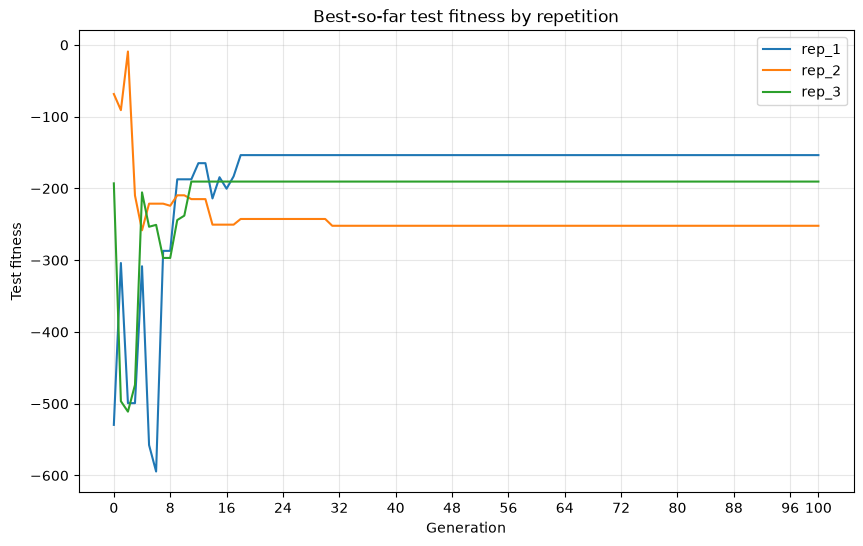 Best-so-far test fitness by repetition
rep_1
rep_2
rep_3
Test fitness
0
−100
−200
−300
−400
−500
−600
0 8 16 24 32 40 48 56 64 72 80 88 96 100
Generation